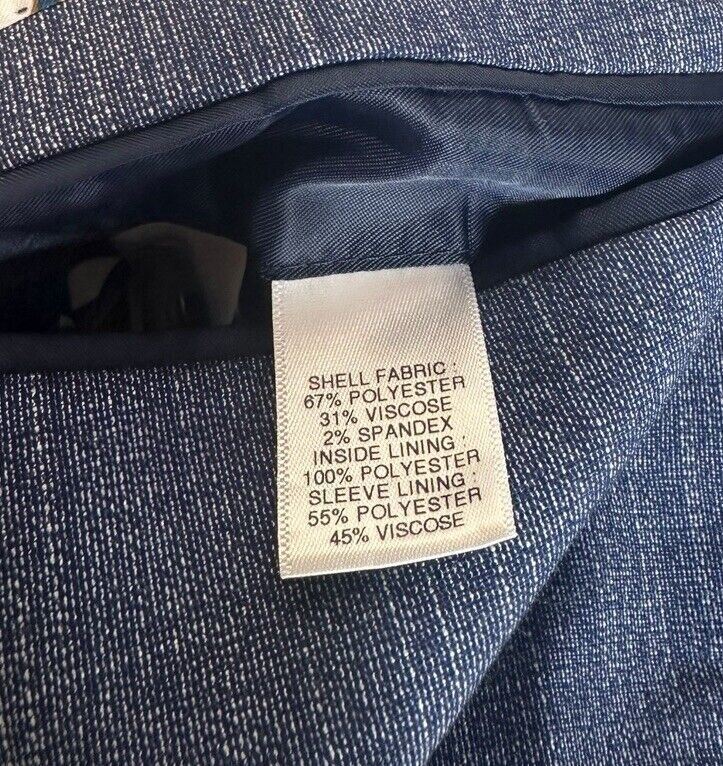 SHELL FABRIC :
67% POLYESTER
31% VISCOSE
2% SPANDEX
INSIDE LINING :
100% POLYESTER
SLEEVE LINING :
55% POLYESTER
45% VISCOSE